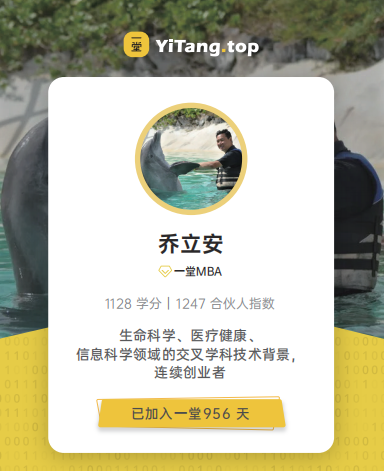 一堂 YiTang.top
乔立安
一堂MBA
1128 学分 | 1247 合伙人指数
生命科学、医疗健康、
信息科学领域的交叉学科技术背景，
连续创业者
已加入一堂956 天